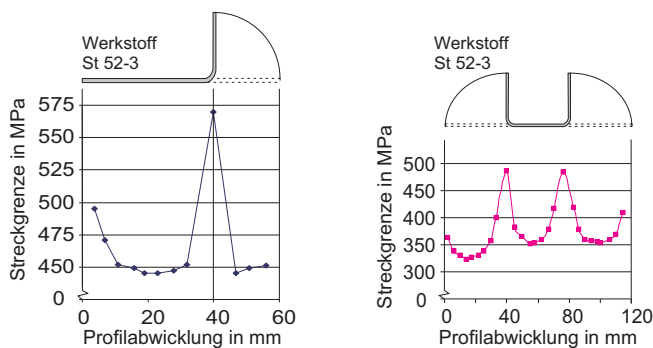 Werkstoff
St 52-3
Streckgrenze in MPa
575
550
500
475
450
0
0
20
40
60
Profilabwicklung in mm
Werkstoff
St 52-3
Streckgrenze in MPa
500
450
400
350
300
0
0
40
80
120
Profilabwicklung in mm